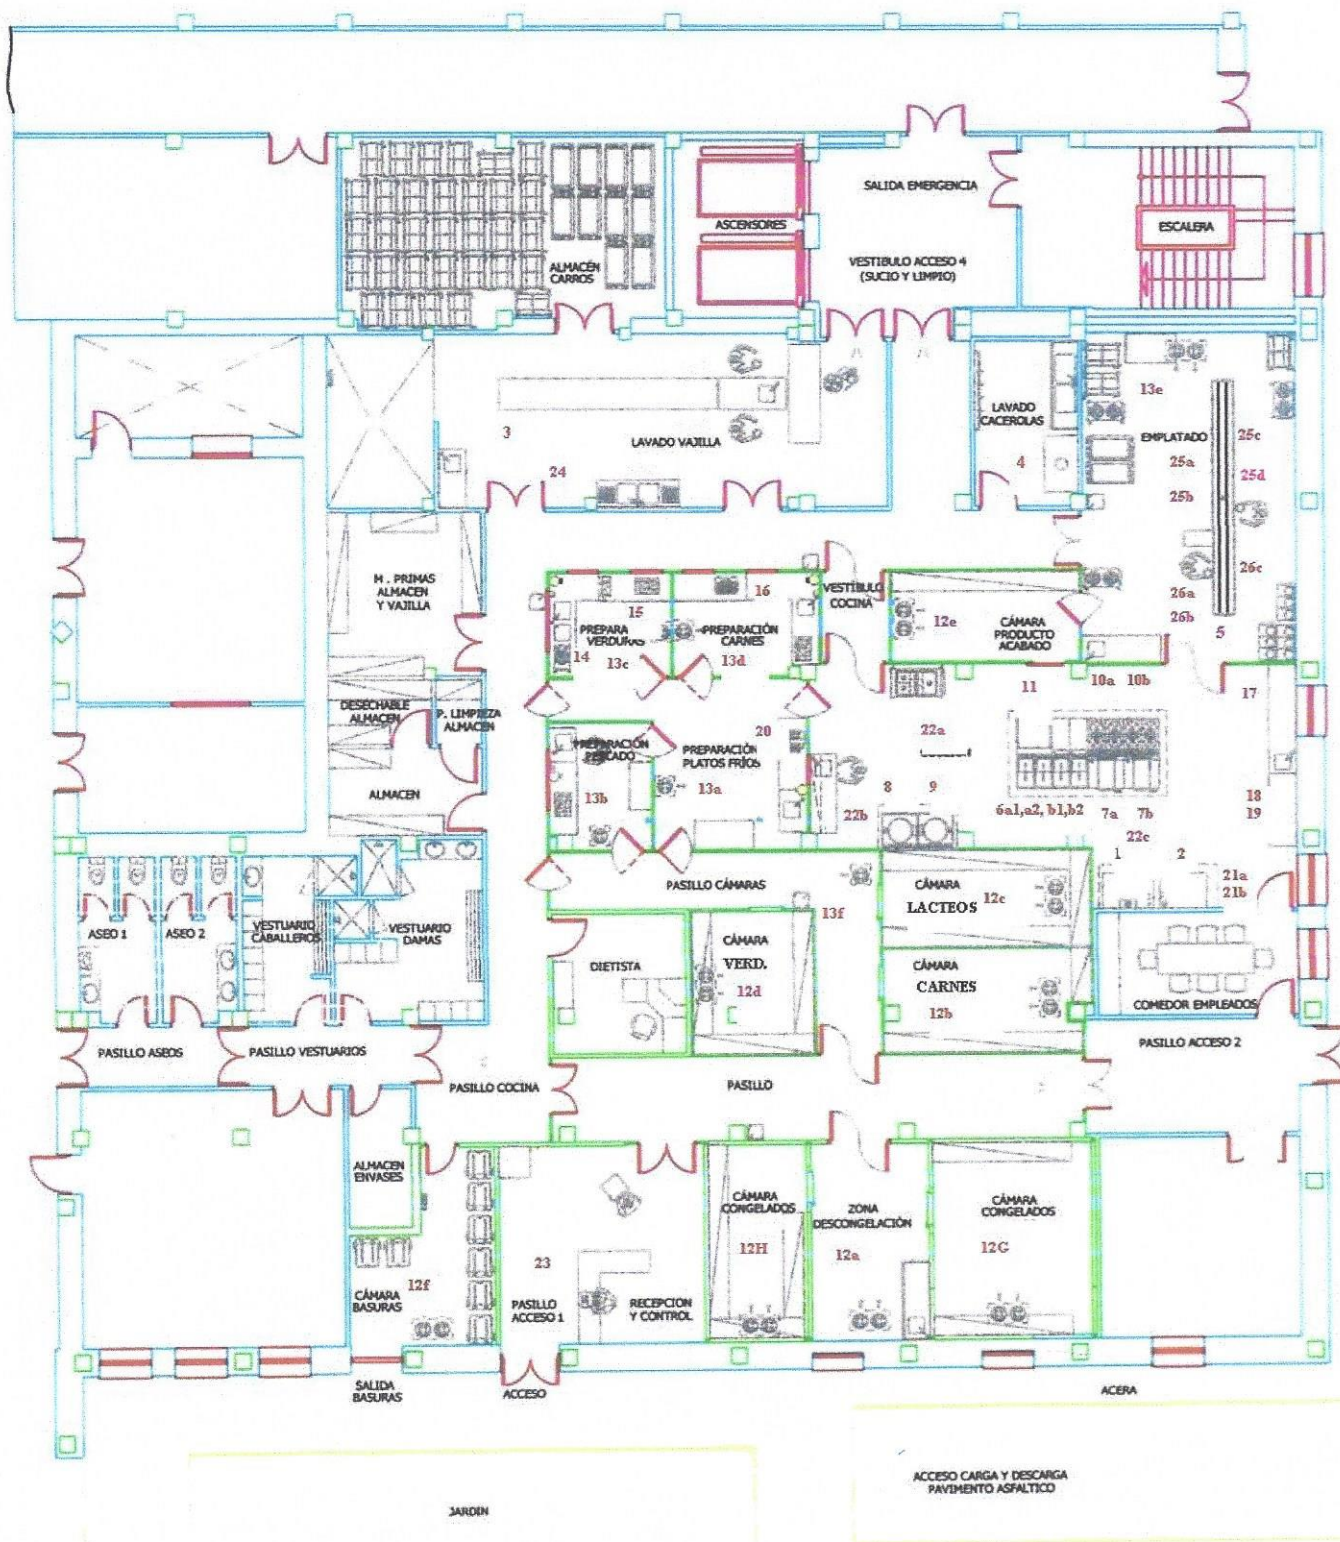 SALIDA EMERGENCIA
ASCENSORES
ESCALERA
ALMACÉN
CARROS
VESTIBULO ACCESO 4
(SUCIO Y LIMPIO)
13e
LAVADO
CACEROLAS
3
LAVADO VAJILLA
EMPLATADO
25c
4
25a
24
25d
25b
M . PRIMAS
ALMACEN
Y VAJILLA
26c
VESTÍBULO
COCINA
26a
15
16
12e
26b
5
PREPARA
VERDURAS
PREPARACIÓN
CARNES
CÁMARA
PRODUCTO
ACABADO
14
13c
13d
11
10a
10b
17
DESECHABLE
ALMACEN
P. LIMPIEZA
ALMACEN
20
22a
PREPARACIÓN
PESCADO
PREPARACIÓN
PLATOS FRÍOS
13b
13a
ALMACEN
8
9
6a1,a2, b1,b2
7a
7b
18
19
22b
22c
1
2
21a
21b
PASILLO CÁMARAS
CÁMARA
LACTEOS
12c
13f
ASEO 1
ASEO 2
VESTUARIO
CABALLEROS
VESTUARIO
DAMAS
CÁMARA
VERD.
12d
DIETISTA
CÁMARA
CARNES
12b
COMEDOR EMPLEADOS
PASILLO ASEOS
PASILLO VESTUARIOS
PASILLO ACCESO 2
PASILLO COCINA
PASILLO
ALMACEN
ENVASES
CÁMARA
CONGELADOS
12H
ZONA
DESCONGELACIÓN
12a
CÁMARA
CONGELADOS
12G
23
12f
CÁMARA
BASURAS
PASILLO
ACCESO 1
RECEPCION
Y CONTROL
SALIDA
BASURAS
ACCESO
ACERA
ACCESO CARGA Y DESCARGA
PAVIMENTO ASFALTICO
JARDIN